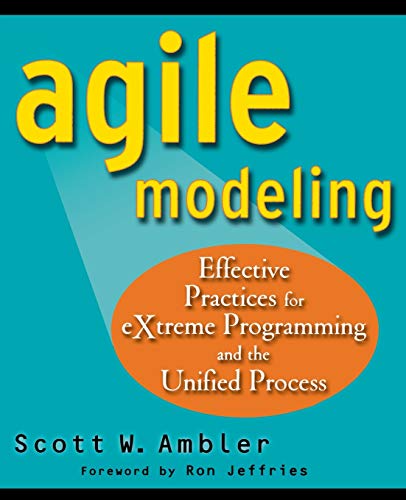 agile
modeling
Effective
Practices for
eXtreme Programming
and the
Unified Process
Scott W. Ambler
Foreword by Ron Jeffries